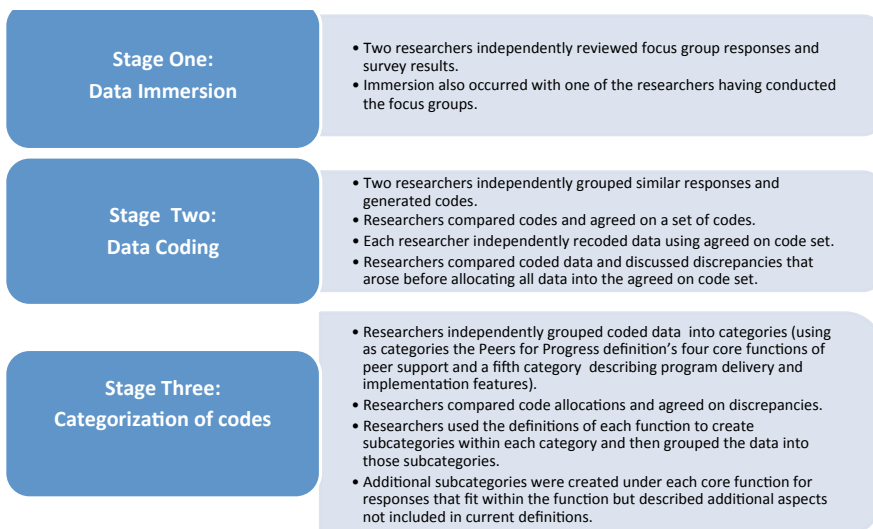 Stage One:
Data Immersion
• Two researchers independently reviewed focus group responses and
survey results.
• Immersion also occurred with one of the researchers having conducted
the focus groups.
Stage Two:
Data Coding
• Two researchers independently grouped similar responses and
generated codes.
• Researchers compared codes and agreed on a set of codes.
• Each researcher independently recoded data using agreed on code set.
• Researchers compared coded data and discussed discrepancies that
arose before allocating all data into the agreed on code set.
Stage Three:
Categorization of codes
• Researchers independently grouped coded data into categories (using
as categories the Peers for Progress definition's four core functions of
peer support and a fifth category describing program delivery and
implementation features).
• Researchers compared code allocations and agreed on discrepancies.
• Researchers used the definitions of each function to create
subcategories within each category and then grouped the data into
those subcategories.
• Additional subcategories were created under each core function for
responses that fit within the function but described additional aspects
not included in current definitions.